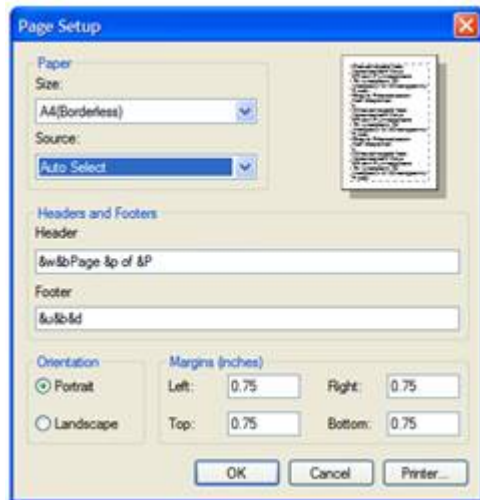 Page Setup
Paper
Size:
A4(Borderless)
Source:
Auto Select
Headers and Footers
Header
&w&bPage &p of &P
Footer
&u&b&d
Orientation
Portrait
Landscape
Margins (inches)
Left: 0.75 Right: 0.75
Top: 0.75 Bottom: 0.75
OK Cancel Printer...